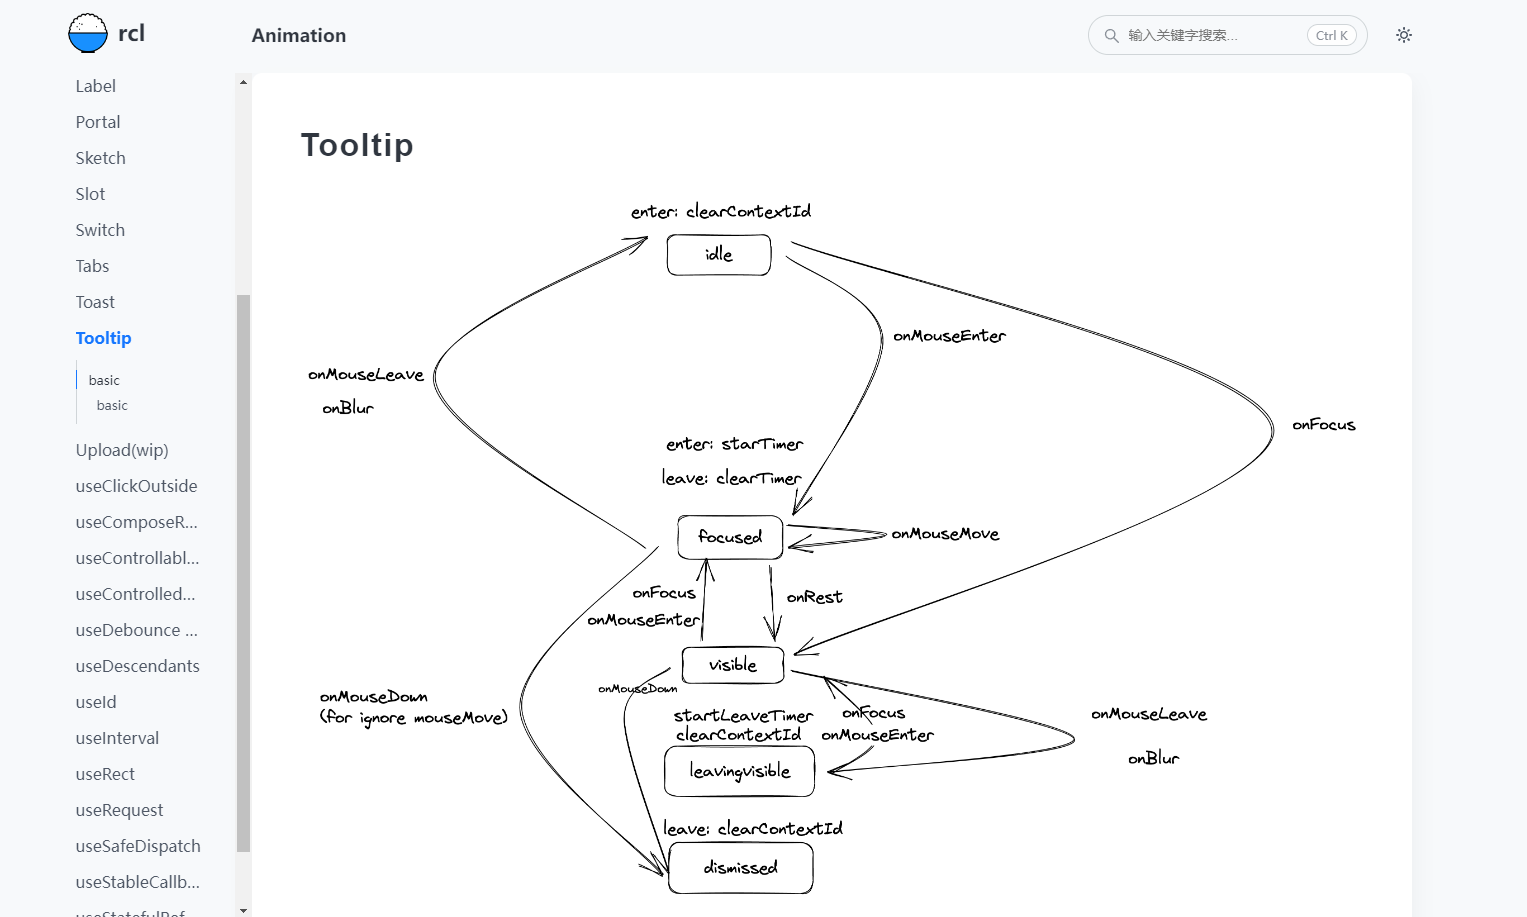 rcl
Animation
输入关键字搜索...
Ctrl K
Label
Portal
Sketch
Slot
Switch
Tabs
Toast
Tooltip
basic
basic
Upload(wip)
useClickOutside
useComposeR...
useControllabl...
useControlled...
useDebounce ...
useDescendants
useId
useInterval
useRect
useRequest
useSafeDispatch
useStableCallb...
useStatefulRef
Tooltip
enter: clearContextId
idle
onMouseEnter
onMouseLeave
onBlur
onFocus
enter: starTimer
leave: clearTimer
focused
onMouseMove
onFocus
onMouseEnter
onRest
visible
onMouseDown
onMouseDown
(for ignore mouseMove)
startLeaveTimer
clearContextId
onFocus
onMouseEnter
onMouseLeave
onBlur
leavingvisible
leave: clearContextId
dismissed